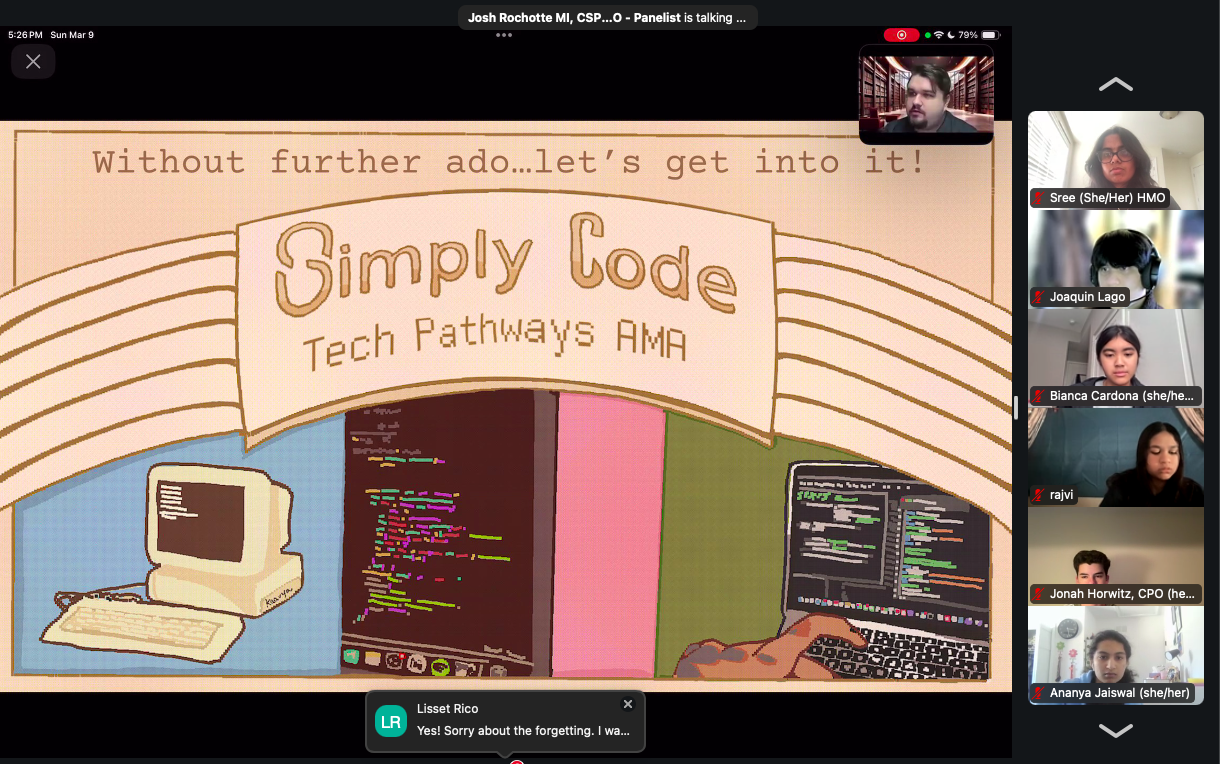 Josh Rochotte MI, CSP...O - Panelist is talking ...
5:26 PM Sun Mar 9
79%
Without further ado…let’s get into it!
Simply Code
Tech Pathways AMA
Kavya
Sree (She/Her) HMO
Joaquin Lago
Bianca Cardona (she/he...
rajvi
Jonah Horwitz, CPO (he...
Ananya Jaiswal (she/her)
LR
Lisset Rico
Yes! Sorry about the forgetting. I wa...